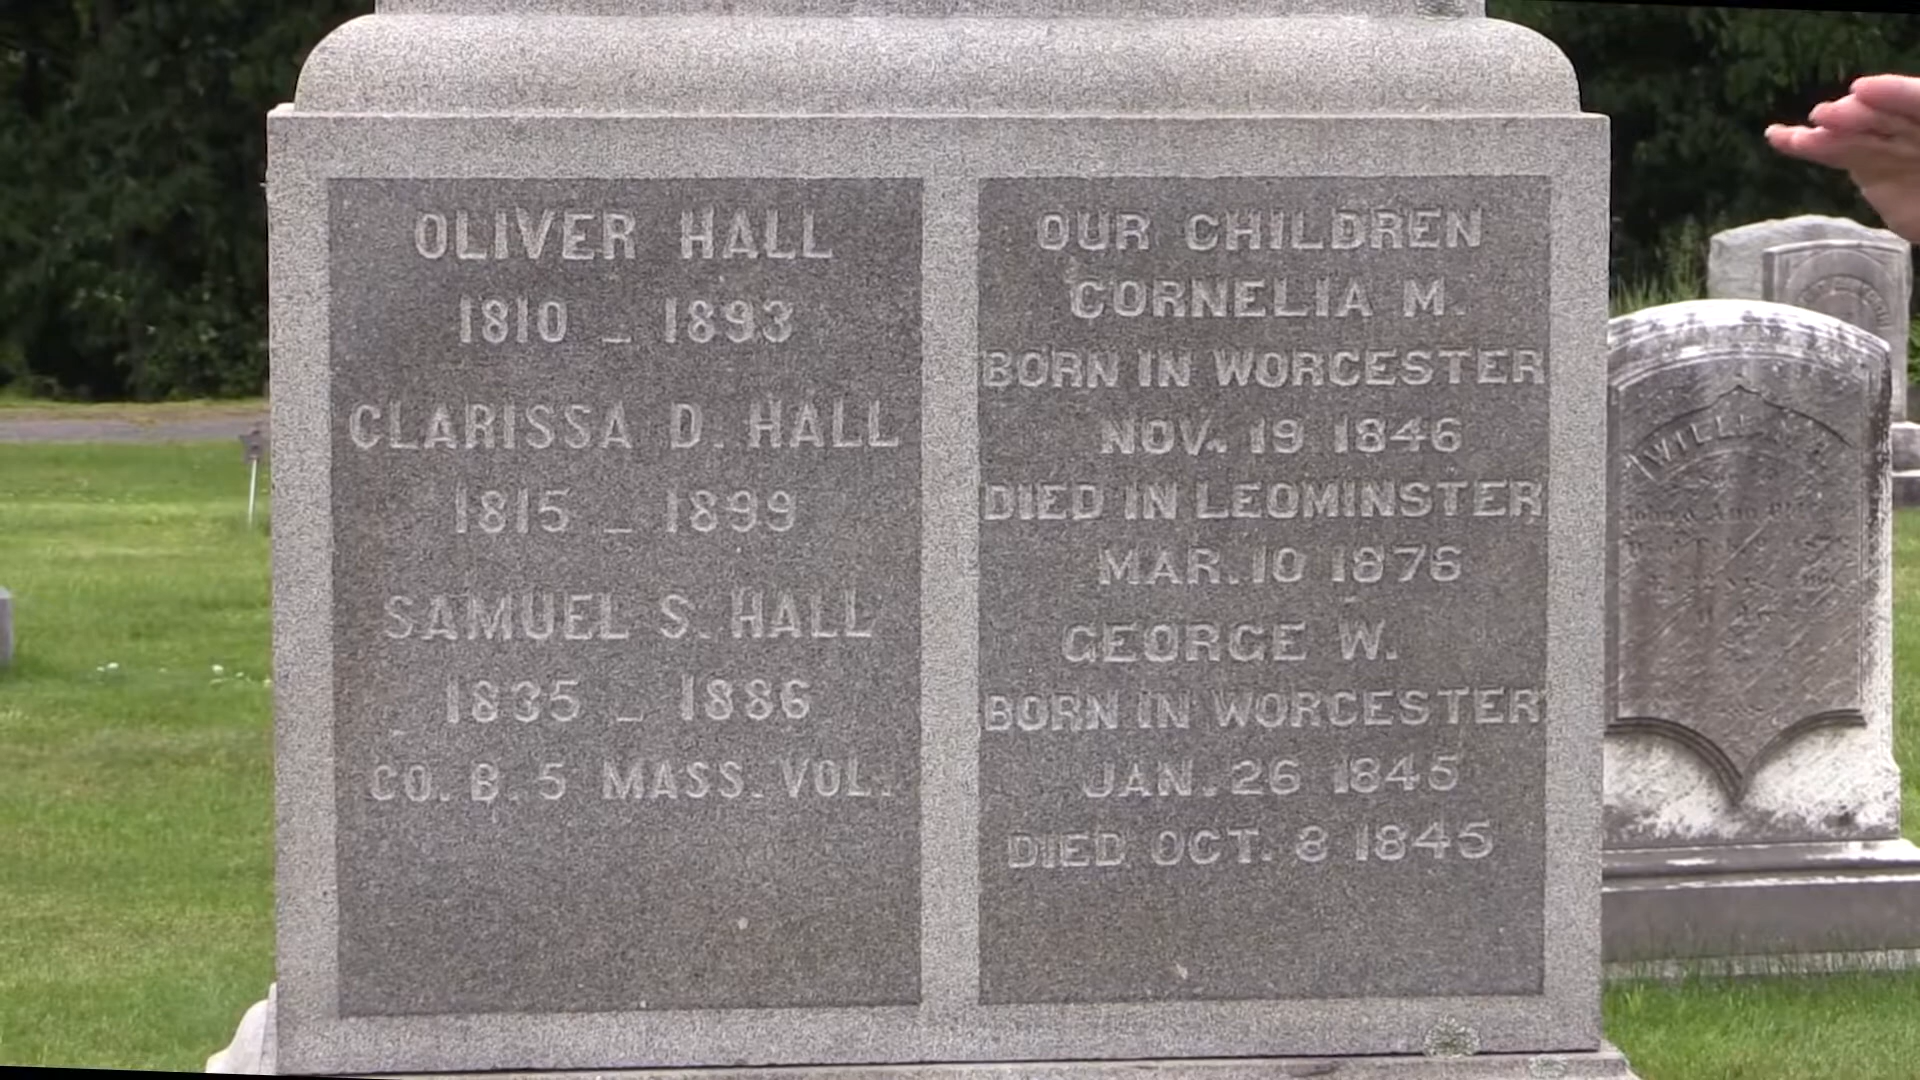 OLIVER HALL
1810 _ 1893
CLARISSA D. HALL
1815 _ 1899
SAMUEL S. HALL
1835 _ 1886
CO. B. 5 MASS. VOL.
OUR CHILDREN
CORNELIA M.
BORN IN WORCESTER
NOV. 19 1846
DIED IN LEOMINSTER
MAR. 10 1876
GEORGE W.
BORN IN WORCESTER
JAN. 26 1845
DIED OCT. 8 1845